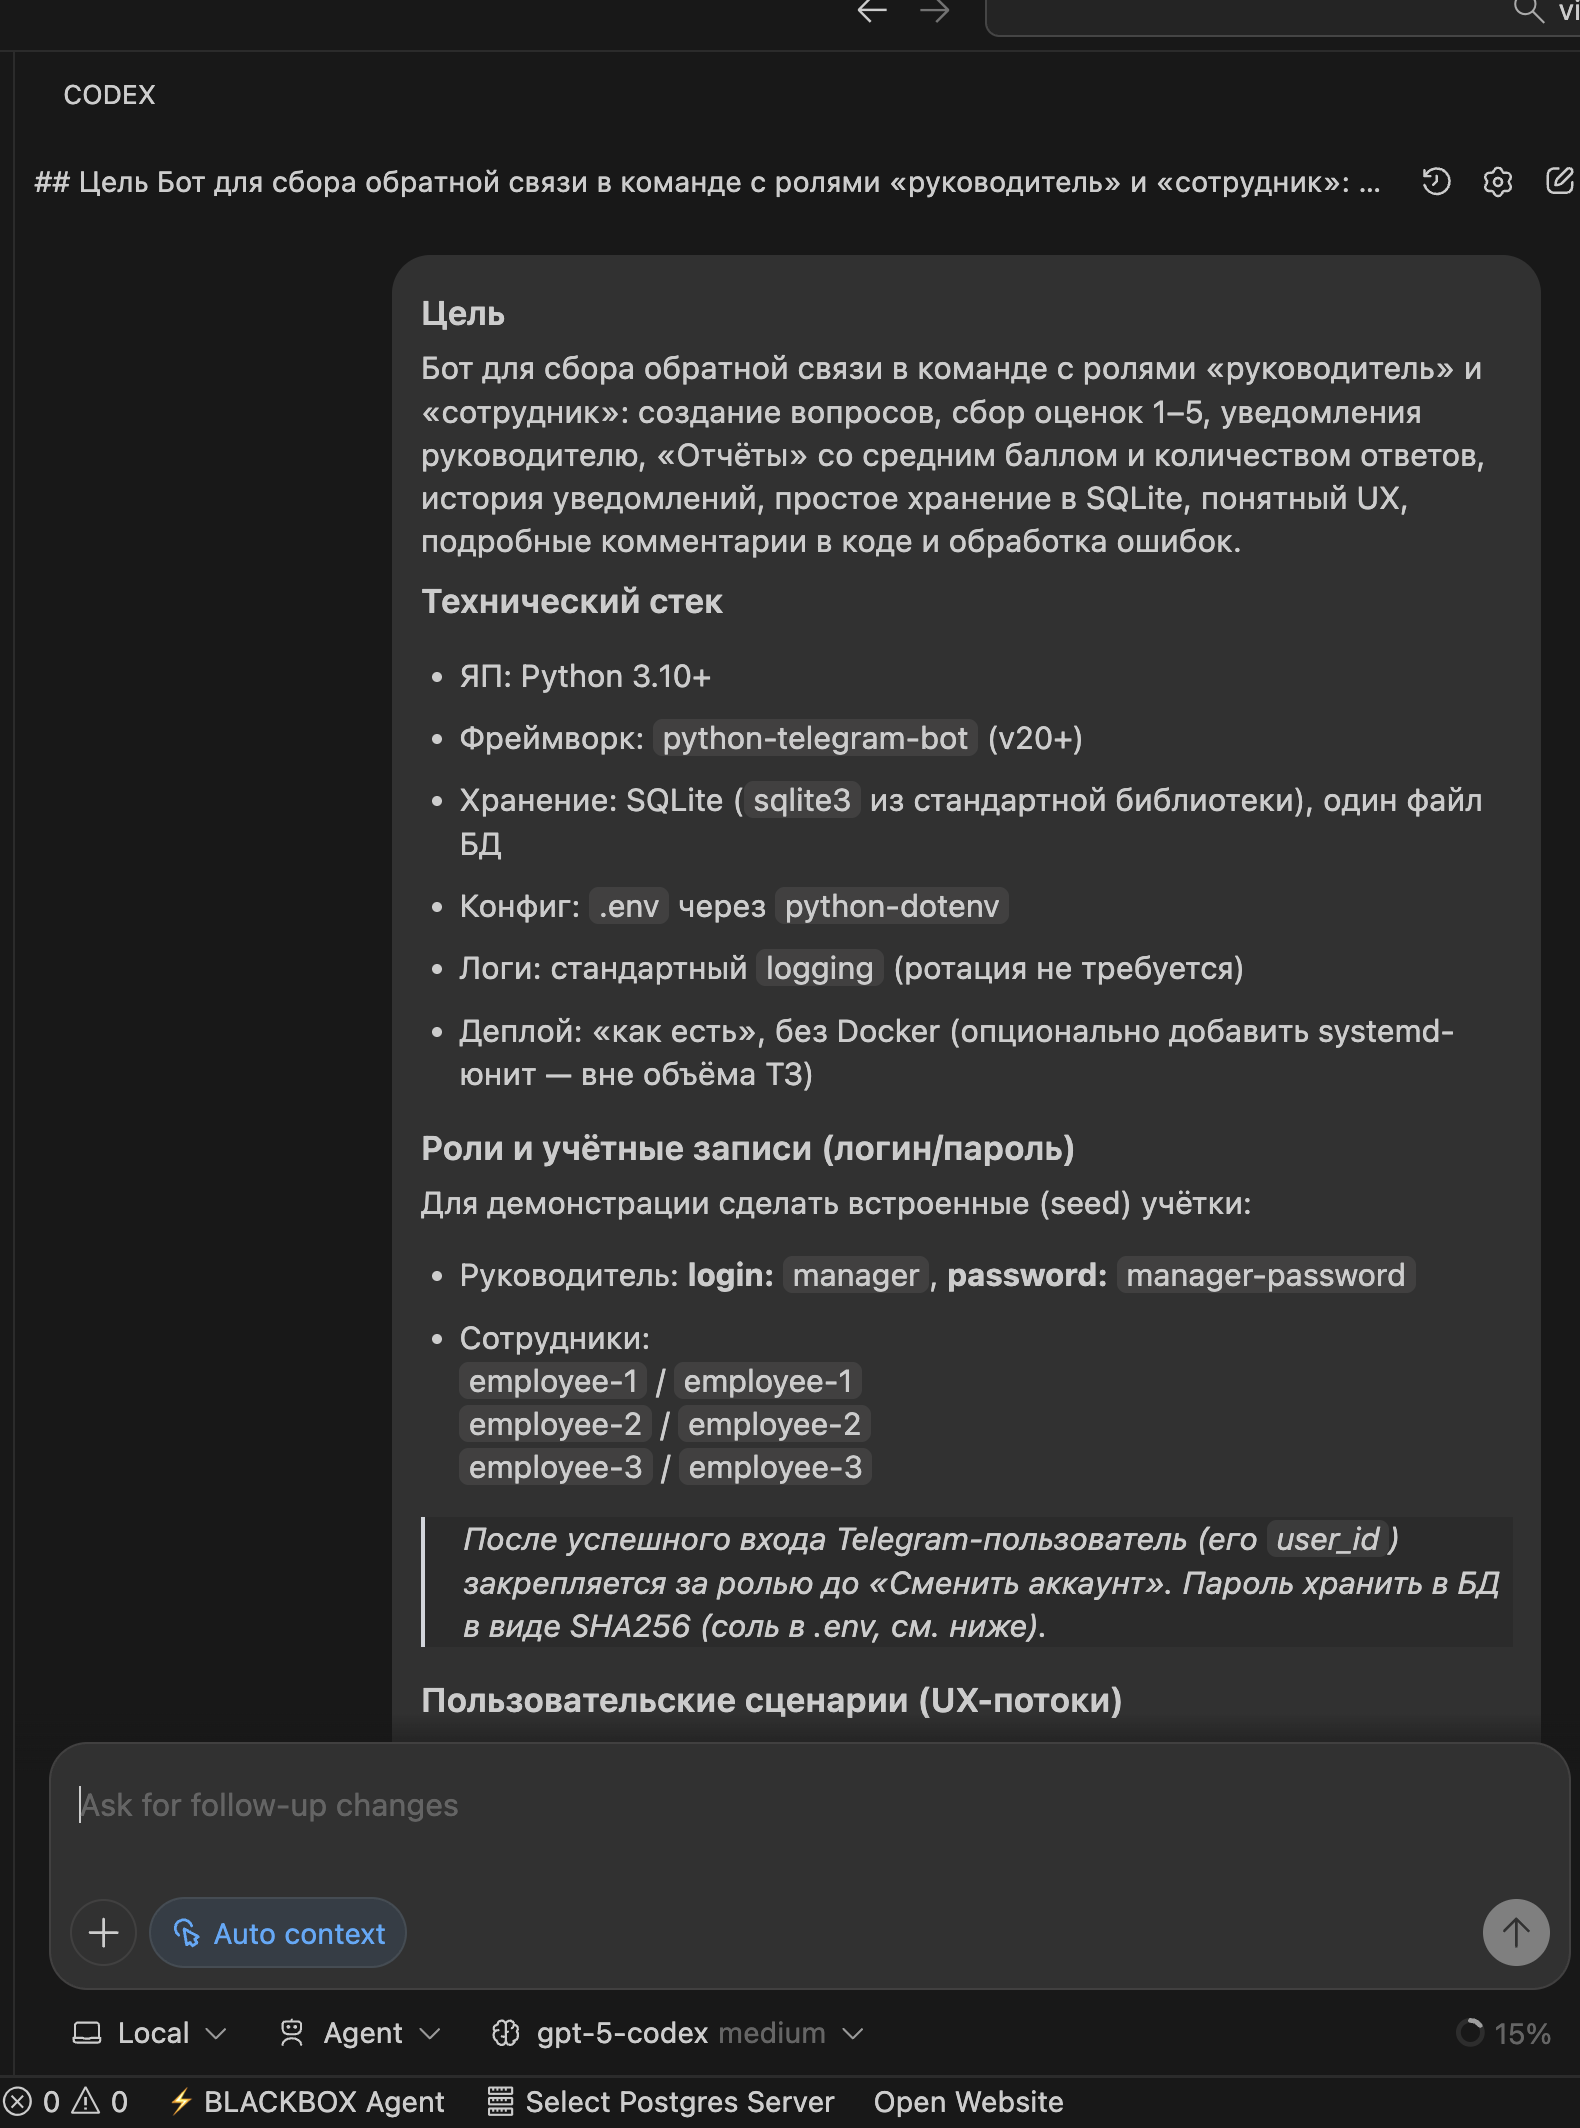 vi
CODEX
## Цель Бот для сбора обратной связи в команде с ролями «руководитель» и «сотрудник»: ...
Цель
Бот для сбора обратной связи в команде с ролями «руководитель» и
«сотрудник»: создание вопросов, сбор оценок 1–5, уведомления
руководителю, «Отчёты» со средним баллом и количеством ответов,
история уведомлений, простое хранение в SQLite, понятный UX,
подробные комментарии в коде и обработка ошибок.
Технический стек
• ЯП: Python 3.10+
• Фреймворк: python-telegram-bot (v20+)
• Хранение: SQLite (sqlite3 из стандартной библиотеки), один файл
БД
• Конфиг: .env через python-dotenv
• Логи: стандартный logging (ротация не требуется)
• Деплой: «как есть», без Docker (опционально добавить systemd-
юнит — вне объёма ТЗ)
Роли и учётные записи (логин/пароль)
Для демонстрации сделать встроенные (seed) учётки:
• Руководитель: login: manager, password: manager-password
• Сотрудники:
employee-1 / employee-1
employee-2 / employee-2
employee-3 / employee-3
После успешного входа Telegram-пользователь (его user_id)
закрепляется за ролью до «Сменить аккаунт». Пароль хранить в БД
в виде SHA256 (соль в .env, см. ниже).
Пользовательские сценарии (UX-потоки)
Ask for follow-up changes
Auto context
Local Agent gpt-5-codex medium 15%
0 0 BLACKBOX Agent Select Postgres Server Open Website